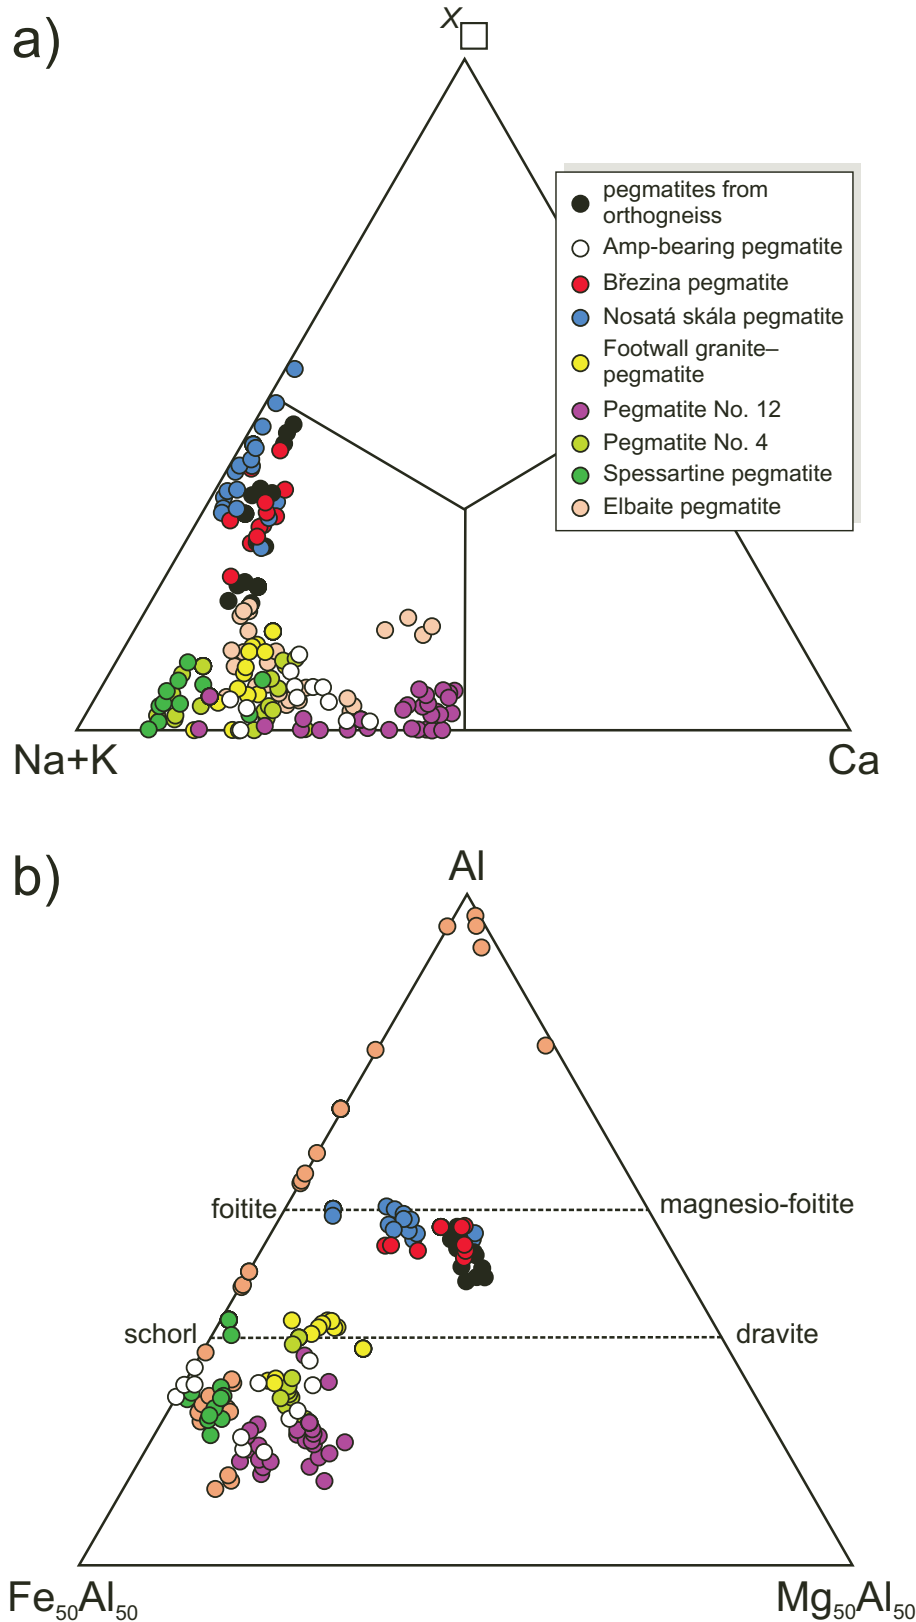 a)
X□
pegmatites from
orthogneiss
Amp-bearing pegmatite
Březina pegmatite
Nosatá skála pegmatite
Footwall granite–
pegmatite
Pegmatite No. 12
Pegmatite No. 4
Spessartine pegmatite
Elbaite pegmatite
Na+K
Ca
b)
Al
foitite
magnesio-foitite
schorl
dravite
Fe₅₀Al₅₀
Mg₅₀Al₅₀